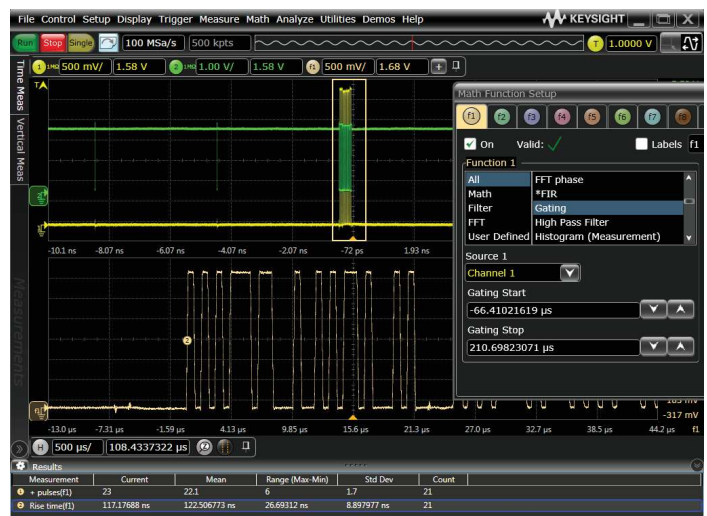 File Control Setup Display Trigger Measure Math Analyze Utilities Demos Help
KEYSIGHT
Run Stop Single 100 MSa/s 500 kpts T 1.0000 V
1 1MΩ 500 mV/ 1.58 V 2 1MΩ 1.00 V/ 1.58 V f1 500 mV/ 1.68 V +
Time Meas
Vertical Meas
Measurements
T
-10.1 ns -8.07 ns -6.07 ns -4.07 ns -2.07 ns -72 ps 1.93 ns
2
-13.0 µs -7.31 µs -1.59 µs 4.13 µs 9.85 µs 15.6 µs 21.3 µs 27.0 µs 32.7 µs 38.5 µs 44.2 µs f1
-317 mV
Math Function Setup
f1 f2 f3 f4 f5 f6 f7 f8
On Valid: Labels f1
Function 1
All FFT phase
Math *FIR
Filter Gating
FFT High Pass Filter
User Defined Histogram (Measurement)
Source 1
Channel 1
Gating Start
-66.41021619 µs
Gating Stop
210.69823071 µs
H 500 µs/ 108.4337322 µs
Results
Measurement Current Mean Range (Max-Min) Std Dev Count
1 + pulses(f1) 23 22.1 6 1.7 21
2 Rise time(f1) 117.17688 ns 122.506773 ns 26.69312 ns 8.897977 ns 21